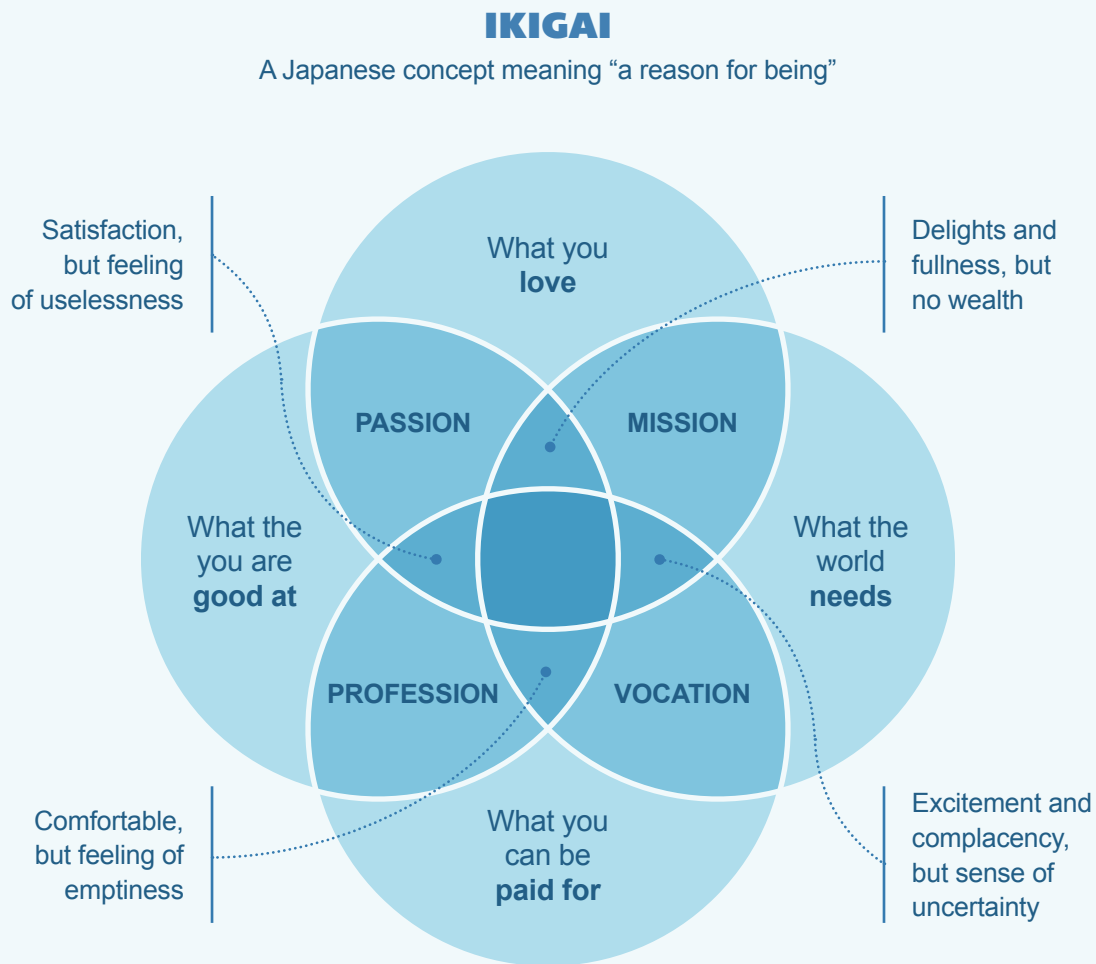 IKIGAI
A Japanese concept meaning “a reason for being”
Satisfaction,
but feeling
of uselessness
What you
love
Delights and
fullness, but
no wealth
PASSION
MISSION
What the
you are
good at
What the
world
needs
PROFESSION
VOCATION
Comfortable,
but feeling of
emptiness
What you
can be
paid for
Excitement and
complacency,
but sense of
uncertainty